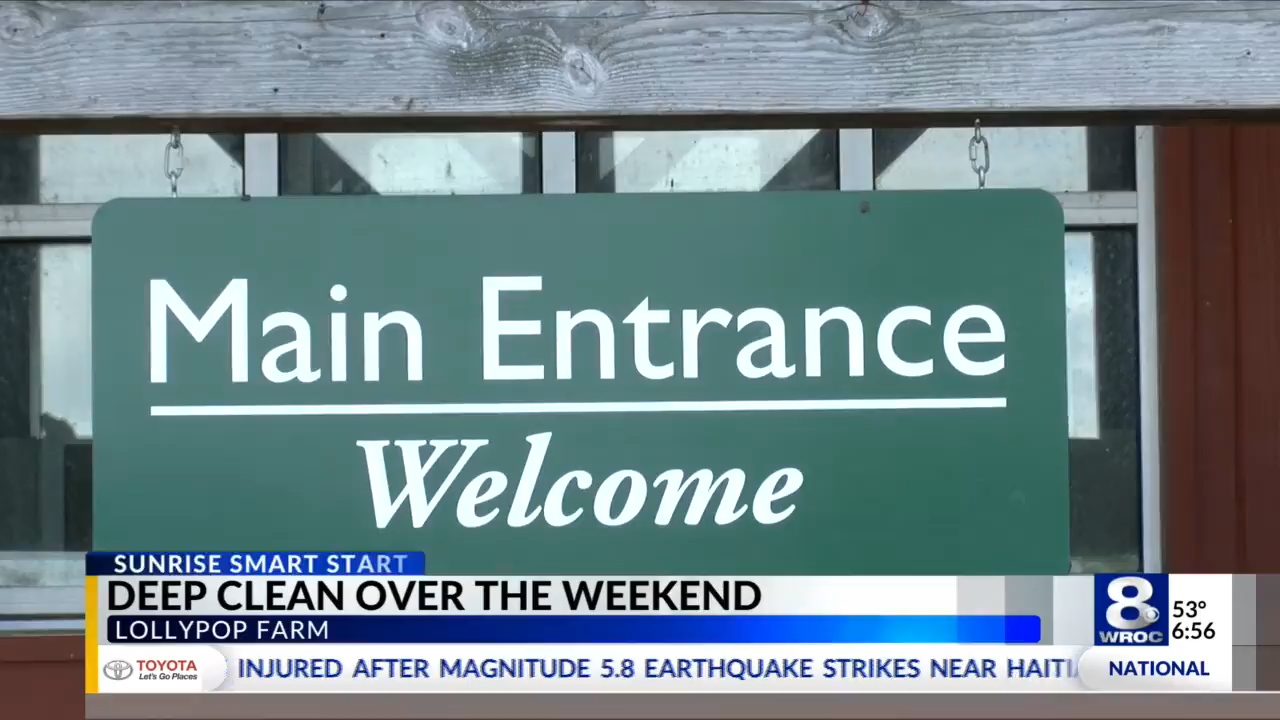 Main Entrance
Welcome
SUNRISE SMART START
DEEP CLEAN OVER THE WEEKEND
LOLLYPOP FARM
8
WROC
53°
6:56
TOYOTA
Let's Go Places
INJURED AFTER MAGNITUDE 5.8 EARTHQUAKE STRIKES NEAR HAITI
NATIONAL